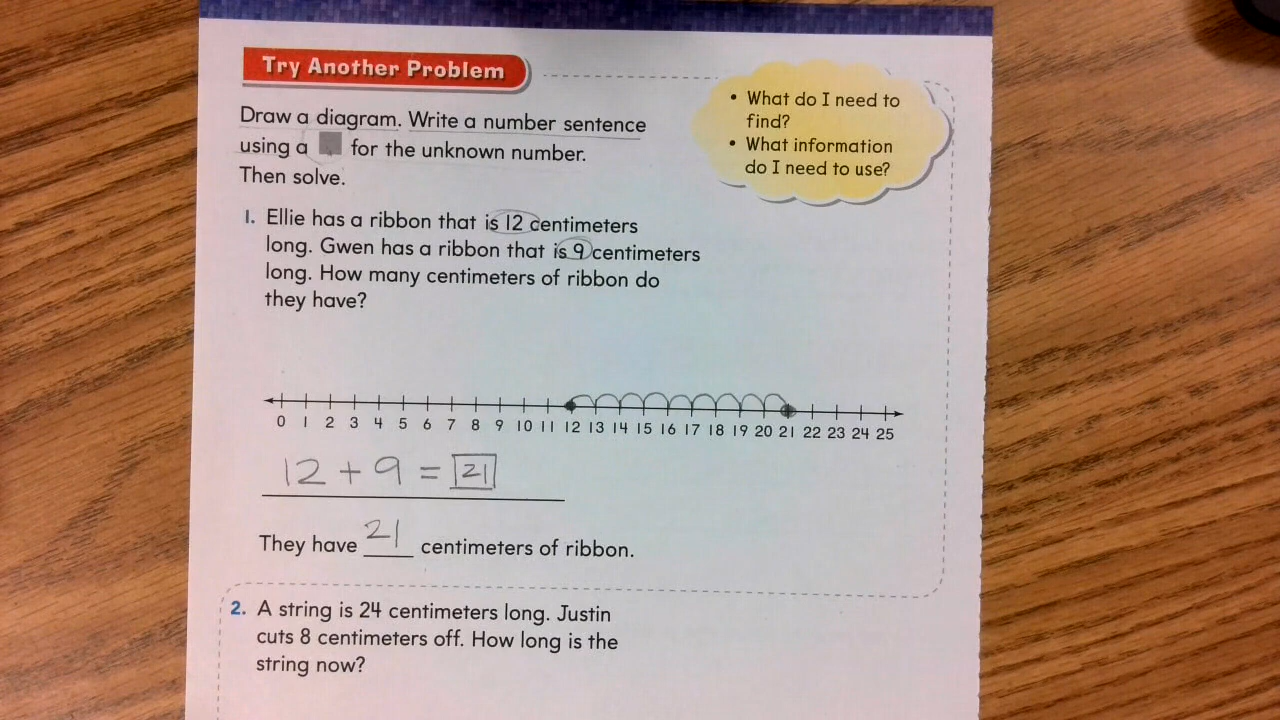 Try Another Problem
Draw a diagram. Write a number sentence
using a ■ for the unknown number.
Then solve.
• What do I need to
find?
• What information
do I need to use?
1. Ellie has a ribbon that is 12 centimeters
long. Gwen has a ribbon that is 9 centimeters
long. How many centimeters of ribbon do
they have?
0 1 2 3 4 5 6 7 8 9 10 11 12 13 14 15 16 17 18 19 20 21 22 23 24 25
12 + 9 = 21
They have 21 centimeters of ribbon.
2. A string is 24 centimeters long. Justin
cuts 8 centimeters off. How long is the
string now?